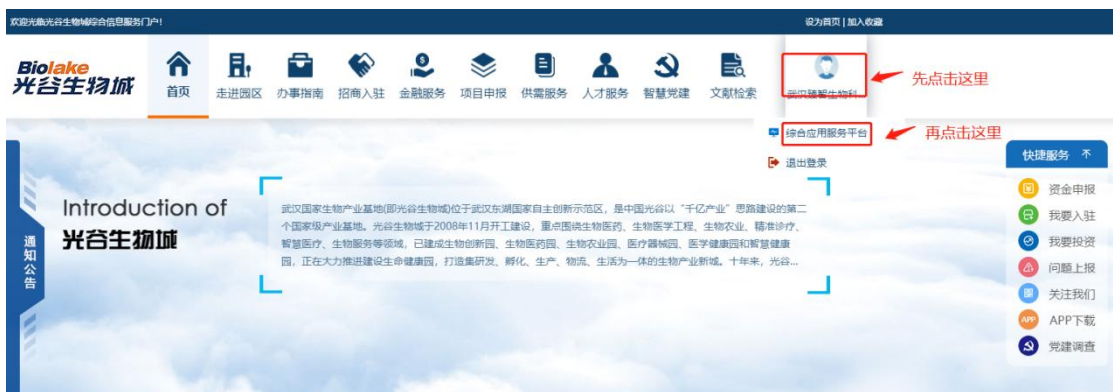 欢迎光临光谷生物城综合信息服务门户!
设为首页 | 加入收藏
Biolake
光谷生物城
首页
走进园区
办事指南
招商入驻
金融服务
项目申报
供需服务
人才服务
智慧党建
文献检索
武汉臻智生物科...
先点击这里
综合应用服务平台
再点击这里
退出登录
通知公告
Introduction of
光谷生物城
武汉国家生物产业基地(即光谷生物城)位于武汉东湖国家自主创新示范区，是中国光谷以“千亿产业”思路建设的第二
个国家级产业基地。光谷生物城于2008年11月开工建设，重点围绕生物医药、生物医学工程、生物农业、精准诊疗、
智慧医疗、生物服务等领域，已建成生物创新园、生物医药园、生物农业园、医疗器械园、医学健康园和智慧健康
园，正在大力推进建设生命健康园，打造集研发、孵化、生产、物流、生活为一体的生物产业新城。十年来，光谷...
快捷服务
资金申报
我要入驻
我要投资
问题上报
关注我们
APP
APP下载
党建调查